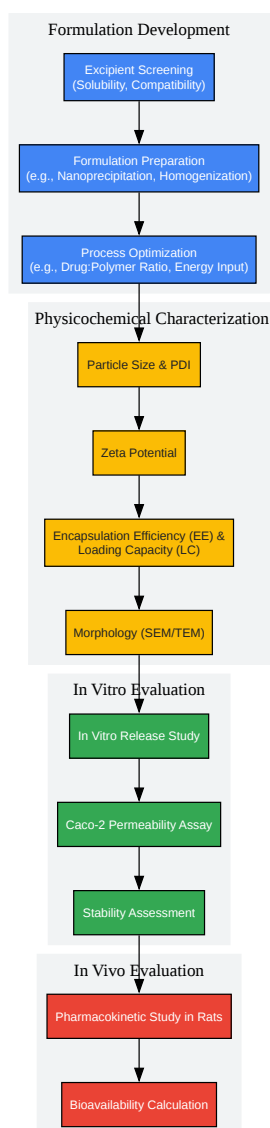 Formulation Development
Excipient Screening
(Solubility, Compatibility)
Formulation Preparation
(e.g., Nanoprecipitation, Homogenization)
Process Optimization
(e.g., Drug:Polymer Ratio, Energy Input)
Physicochemical Characterization
Particle Size & PDI
Zeta Potential
Encapsulation Efficiency (EE) &
Loading Capacity (LC)
Morphology (SEM/TEM)
In Vitro Evaluation
In Vitro Release Study
Caco-2 Permeability Assay
Stability Assessment
In Vivo Evaluation
Pharmacokinetic Study in Rats
Bioavailability Calculation